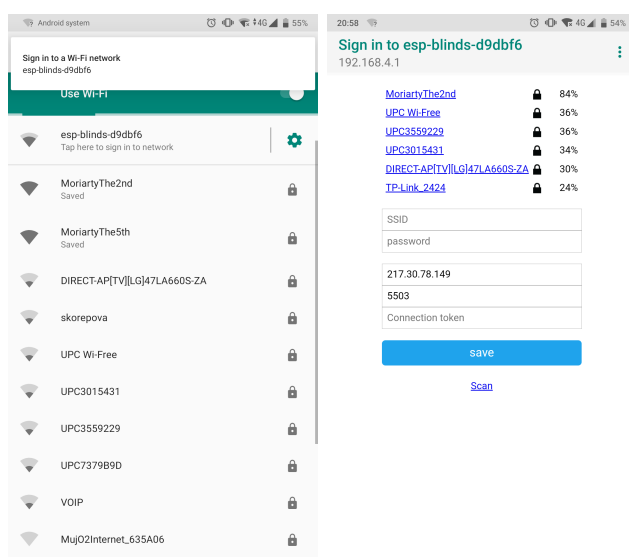 Android system
4G
55%
Sign in to a Wi-Fi network
esp-blinds-d9dbf6
Use Wi-Fi
esp-blinds-d9dbf6
Tap here to sign in to network
MoriartyThe2nd
Saved
MoriartyThe5th
Saved
DIRECT-AP[TV][LG]47LA660S-ZA
skorepova
UPC Wi-Free
UPC3015431
UPC3559229
UPC7379B9D
VOIP
MujO2Internet_635A06
20:58
4G
54%
Sign in to esp-blinds-d9dbf6
192.168.4.1
MoriartyThe2nd 84%
UPC Wi-Free 36%
UPC3559229 36%
UPC3015431 34%
DIRECT-AP[TV][LG]47LA660S-ZA 30%
TP-Link_2424 24%
SSID
password
217.30.78.149
5503
Connection token
save
Scan